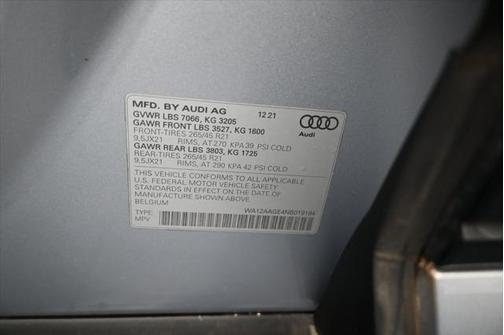 MFD. BY AUDI AG 12 21
GVWR LBS 7066, KG 3205
GAWR FRONT LBS 3527, KG 1600
FRONT-TIRES 265/45 R21
9,5JX21 RIMS, AT 270 KPA 39 PSI COLD
GAWR REAR LBS 3803, KG 1725
REAR-TIRES 265/45 R21
9,5JX21 RIMS, AT 290 KPA 42 PSI COLD
Audi
THIS VEHICLE CONFORMS TO ALL APPLICABLE
U.S. FEDERAL MOTOR VEHICLE SAFETY
STANDARDS IN EFFECT ON THE DATE OF
MANUFACTURE SHOWN ABOVE.
BELGIUM
TYPE: WA12AAGE4NB019184
MPV